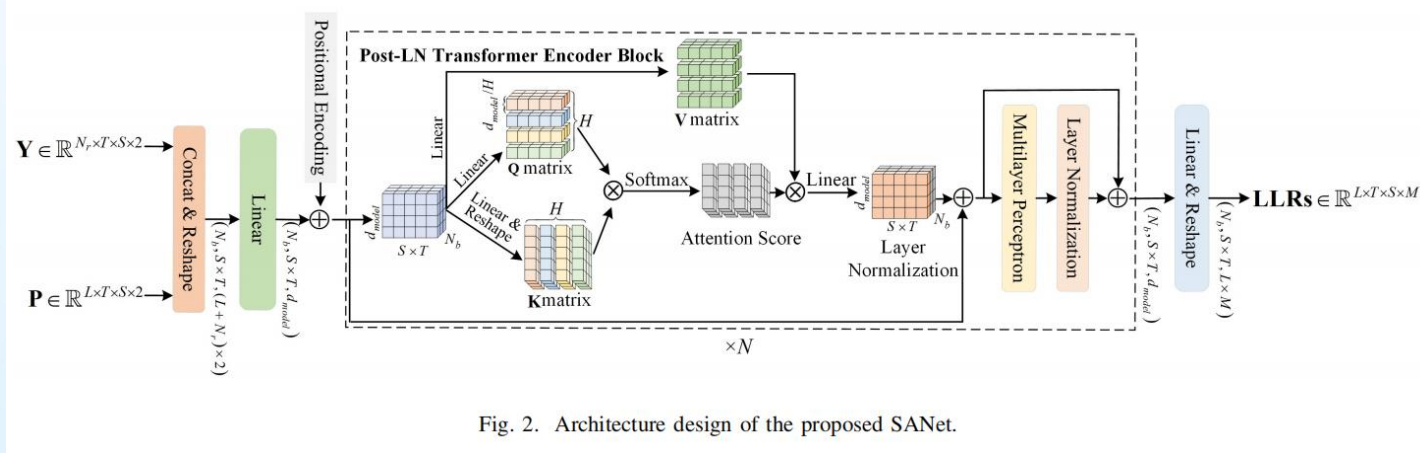 Y ∈ ℝ^{N_r×T×S×2}
P ∈ ℝ^{L×T×S×2}
Concat & Reshape
(N_b, S×T, (L+N_r)×2)
Linear
(N_b, S×T, d_model)
Positional Encoding
Post-LN Transformer Encoder Block
d_model
S×T
N_b
Linear
Linear
Linear & Reshape
d_model/H
H
Q matrix
H
K matrix
V matrix
Softmax
Attention Score
Linear
d_model
S×T
N_b
Layer Normalization
Multilayer Perceptron
Layer Normalization
×N
(N_b, S×T, d_model)
Linear & Reshape
(N_b, S×T, L×M)
LLRs ∈ ℝ^{L×T×S×M}
Fig. 2. Architecture design of the proposed SANet.